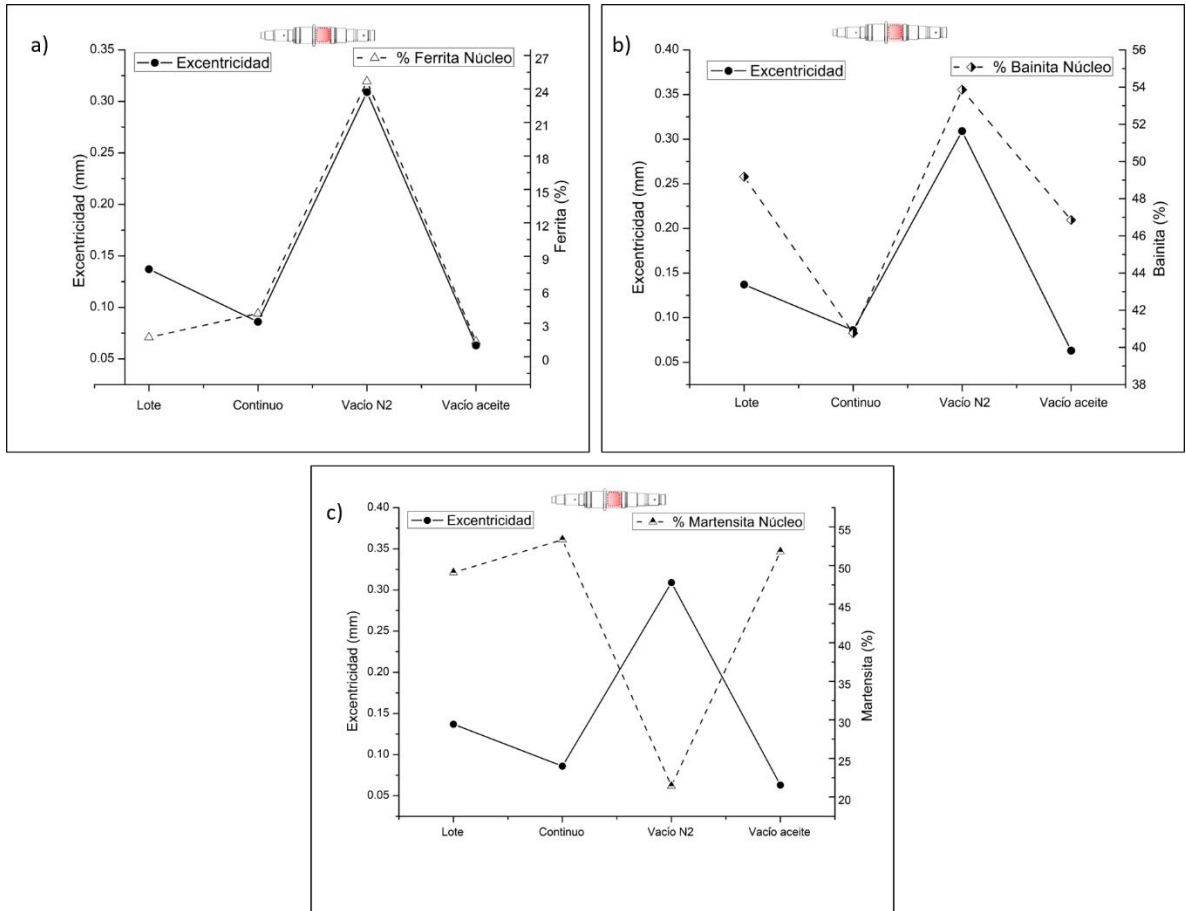 a)
Excentricidad
% Ferrita Núcleo
Excentricidad (mm)
0.35
0.30
0.25
0.20
0.15
0.10
0.05
27
24
21
18
15
12
9
6
3
0
Ferrita (%)
Lote Continuo Vacío N2 Vacío aceite
b)
Excentricidad
% Bainita Núcleo
Excentricidad (mm)
0.40
0.35
0.30
0.25
0.20
0.15
0.10
0.05
56
54
52
50
48
46
44
42
40
38
Bainita (%)
Lote Continuo Vacío N2 Vacío aceite
c)
Excentricidad
% Martensita Núcleo
Excentricidad (mm)
0.40
0.35
0.30
0.25
0.20
0.15
0.10
0.05
55
50
45
40
35
30
25
20
Martensita (%)
Lote Continuo Vacío N2 Vacío aceite